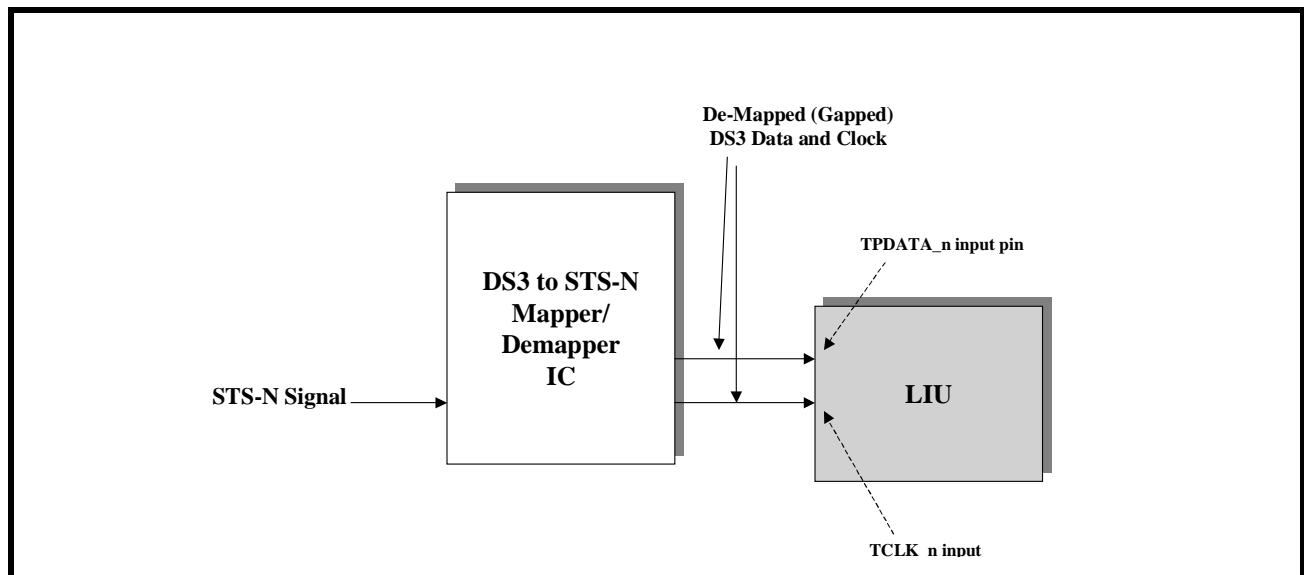 De-Mapped (Gapped)
DS3 Data and Clock
TPDATA_n input pin
DS3 to STS-N
Mapper/
Demapper
IC
STS-N Signal
LIU
TCLK_n input